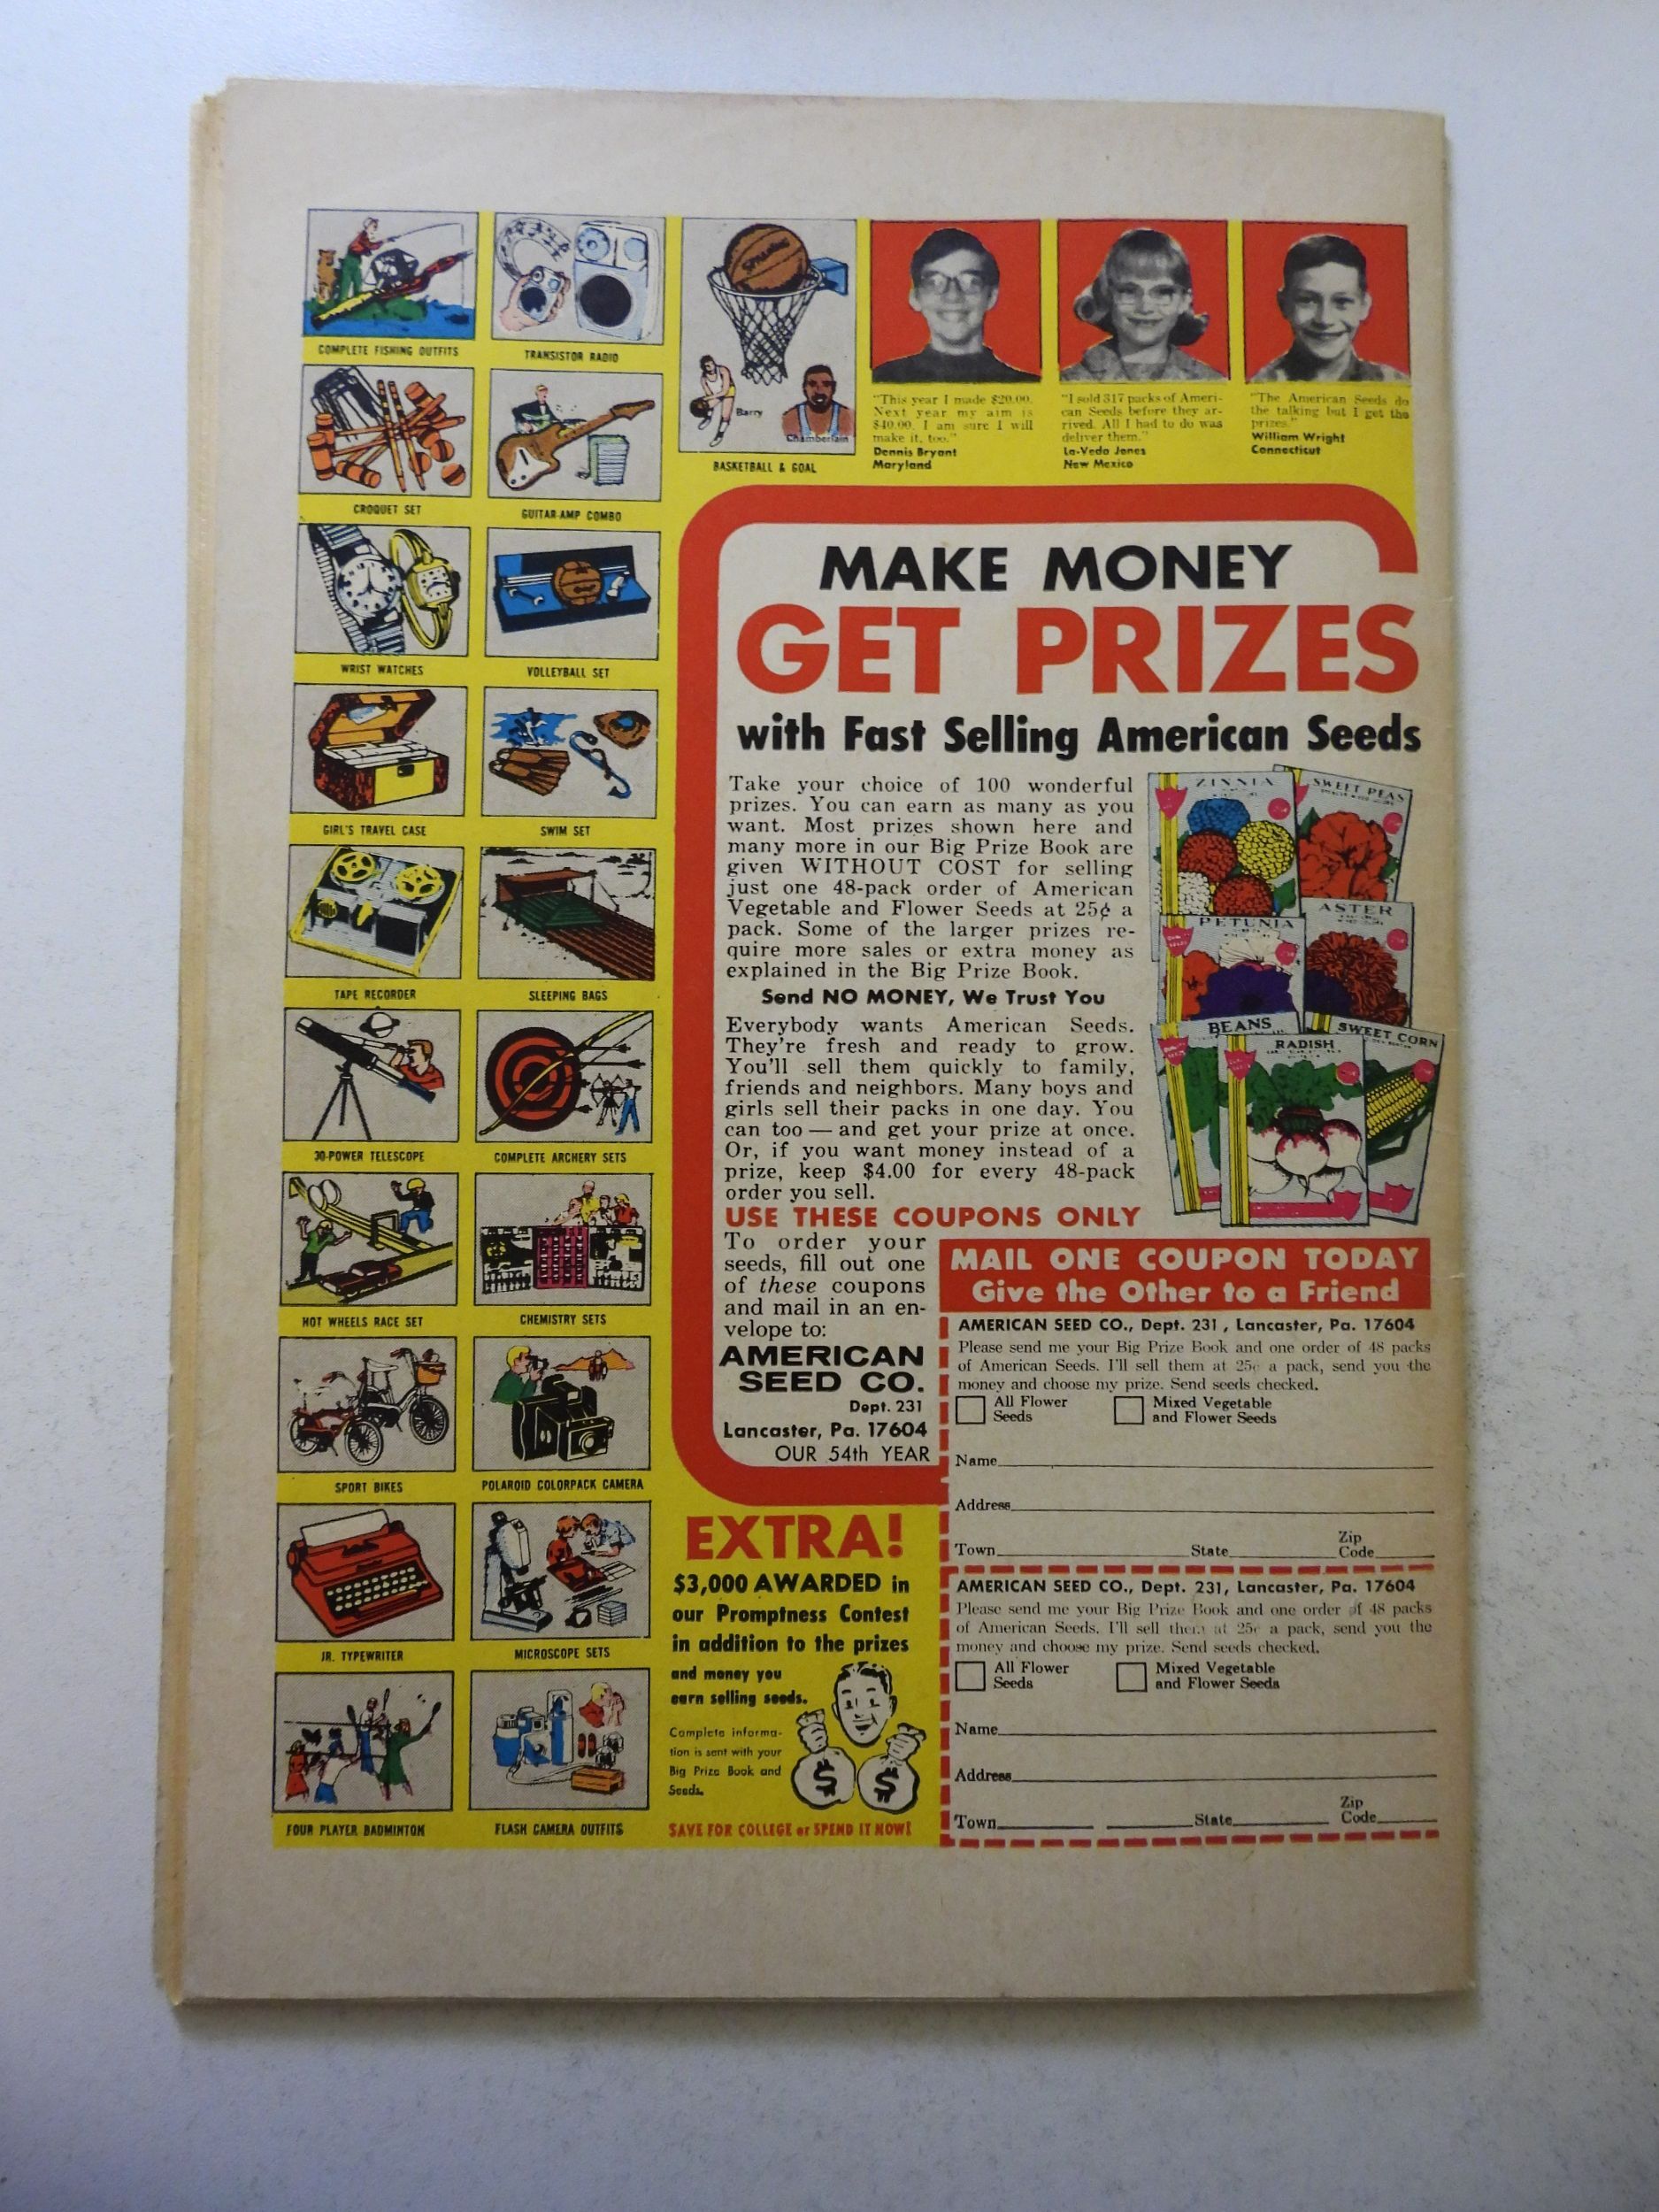 COMPLETE FISHING OUTFITS
TRANSISTOR RADIO
CROQUET SET
GUITAR-AMP COMBO
WRIST WATCHES
VOLLEYBALL SET
GIRL'S TRAVEL CASE
SWIM SET
TAPE RECORDER
SLEEPING BAGS
30-POWER TELESCOPE
COMPLETE ARCHERY SETS
HOT WHEELS RACE SET
CHEMISTRY SETS
SPORT BIKES
POLAROID COLORPACK CAMERA
JR. TYPEWRITER
MICROSCOPE SETS
FOUR PLAYER BADMINTON
FLASH CAMERA OUTFITS
Spalding
Barry
Chamberlain
BASKETBALL & GOAL
"This year I made $20.00.
Next year my aim is
$40.00. I am sure I will
make it, too."
Dennis Bryant
Maryland
"I sold 317 packs of Ameri-
can Seeds before they ar-
rived. All I had to do was
deliver them."
La-Veda Jones
New Mexico
"The American Seeds do
the talking but I get the
prizes."
William Wright
Connecticut
MAKE MONEY
GET PRIZES
with Fast Selling American Seeds
Take your choice of 100 wonderful
prizes. You can earn as many as you
want. Most prizes shown here and
many more in our Big Prize Book are
given WITHOUT COST for selling
just one 48-pack order of American
Vegetable and Flower Seeds at 25¢ a
pack. Some of the larger prizes re-
quire more sales or extra money as
explained in the Big Prize Book.
Send NO MONEY, We Trust You
Everybody wants American Seeds.
They're fresh and ready to grow.
You'll sell them quickly to family,
friends and neighbors. Many boys and
girls sell their packs in one day. You
can too — and get your prize at once.
Or, if you want money instead of a
prize, keep $4.00 for every 48-pack
order you sell.
ZINNIA
SWEET PEAS
PETUNIA
ASTER
BEANS
RADISH
SWEET CORN
USE THESE COUPONS ONLY
To order your
seeds, fill out one
of these coupons
and mail in an en-
velope to:
AMERICAN
SEED CO.
Dept. 231
Lancaster, Pa. 17604
OUR 54th YEAR
EXTRA!
$3,000 AWARDED in
our Promptness Contest
in addition to the prizes
and money you
earn selling seeds.
Complete informa-
tion is sent with your
Big Prize Book and
Seeds.
$ $
SAVE FOR COLLEGE or SPEND IT NOW!
MAIL ONE COUPON TODAY
Give the Other to a Friend
AMERICAN SEED CO., Dept. 231, Lancaster, Pa. 17604
Please send me your Big Prize Book and one order of 48 packs
of American Seeds. I'll sell them at 25¢ a pack, send you the
money and choose my prize. Send seeds checked.
All Flower
Seeds
Mixed Vegetable
and Flower Seeds
Name
Address
Town State Zip
Code
AMERICAN SEED CO., Dept. 231, Lancaster, Pa. 17604
Please send me your Big Prize Book and one order of 48 packs
of American Seeds. I'll sell them at 25¢ a pack, send you the
money and choose my prize. Send seeds checked.
All Flower
Seeds
Mixed Vegetable
and Flower Seeds
Name
Address
Town State Zip
Code